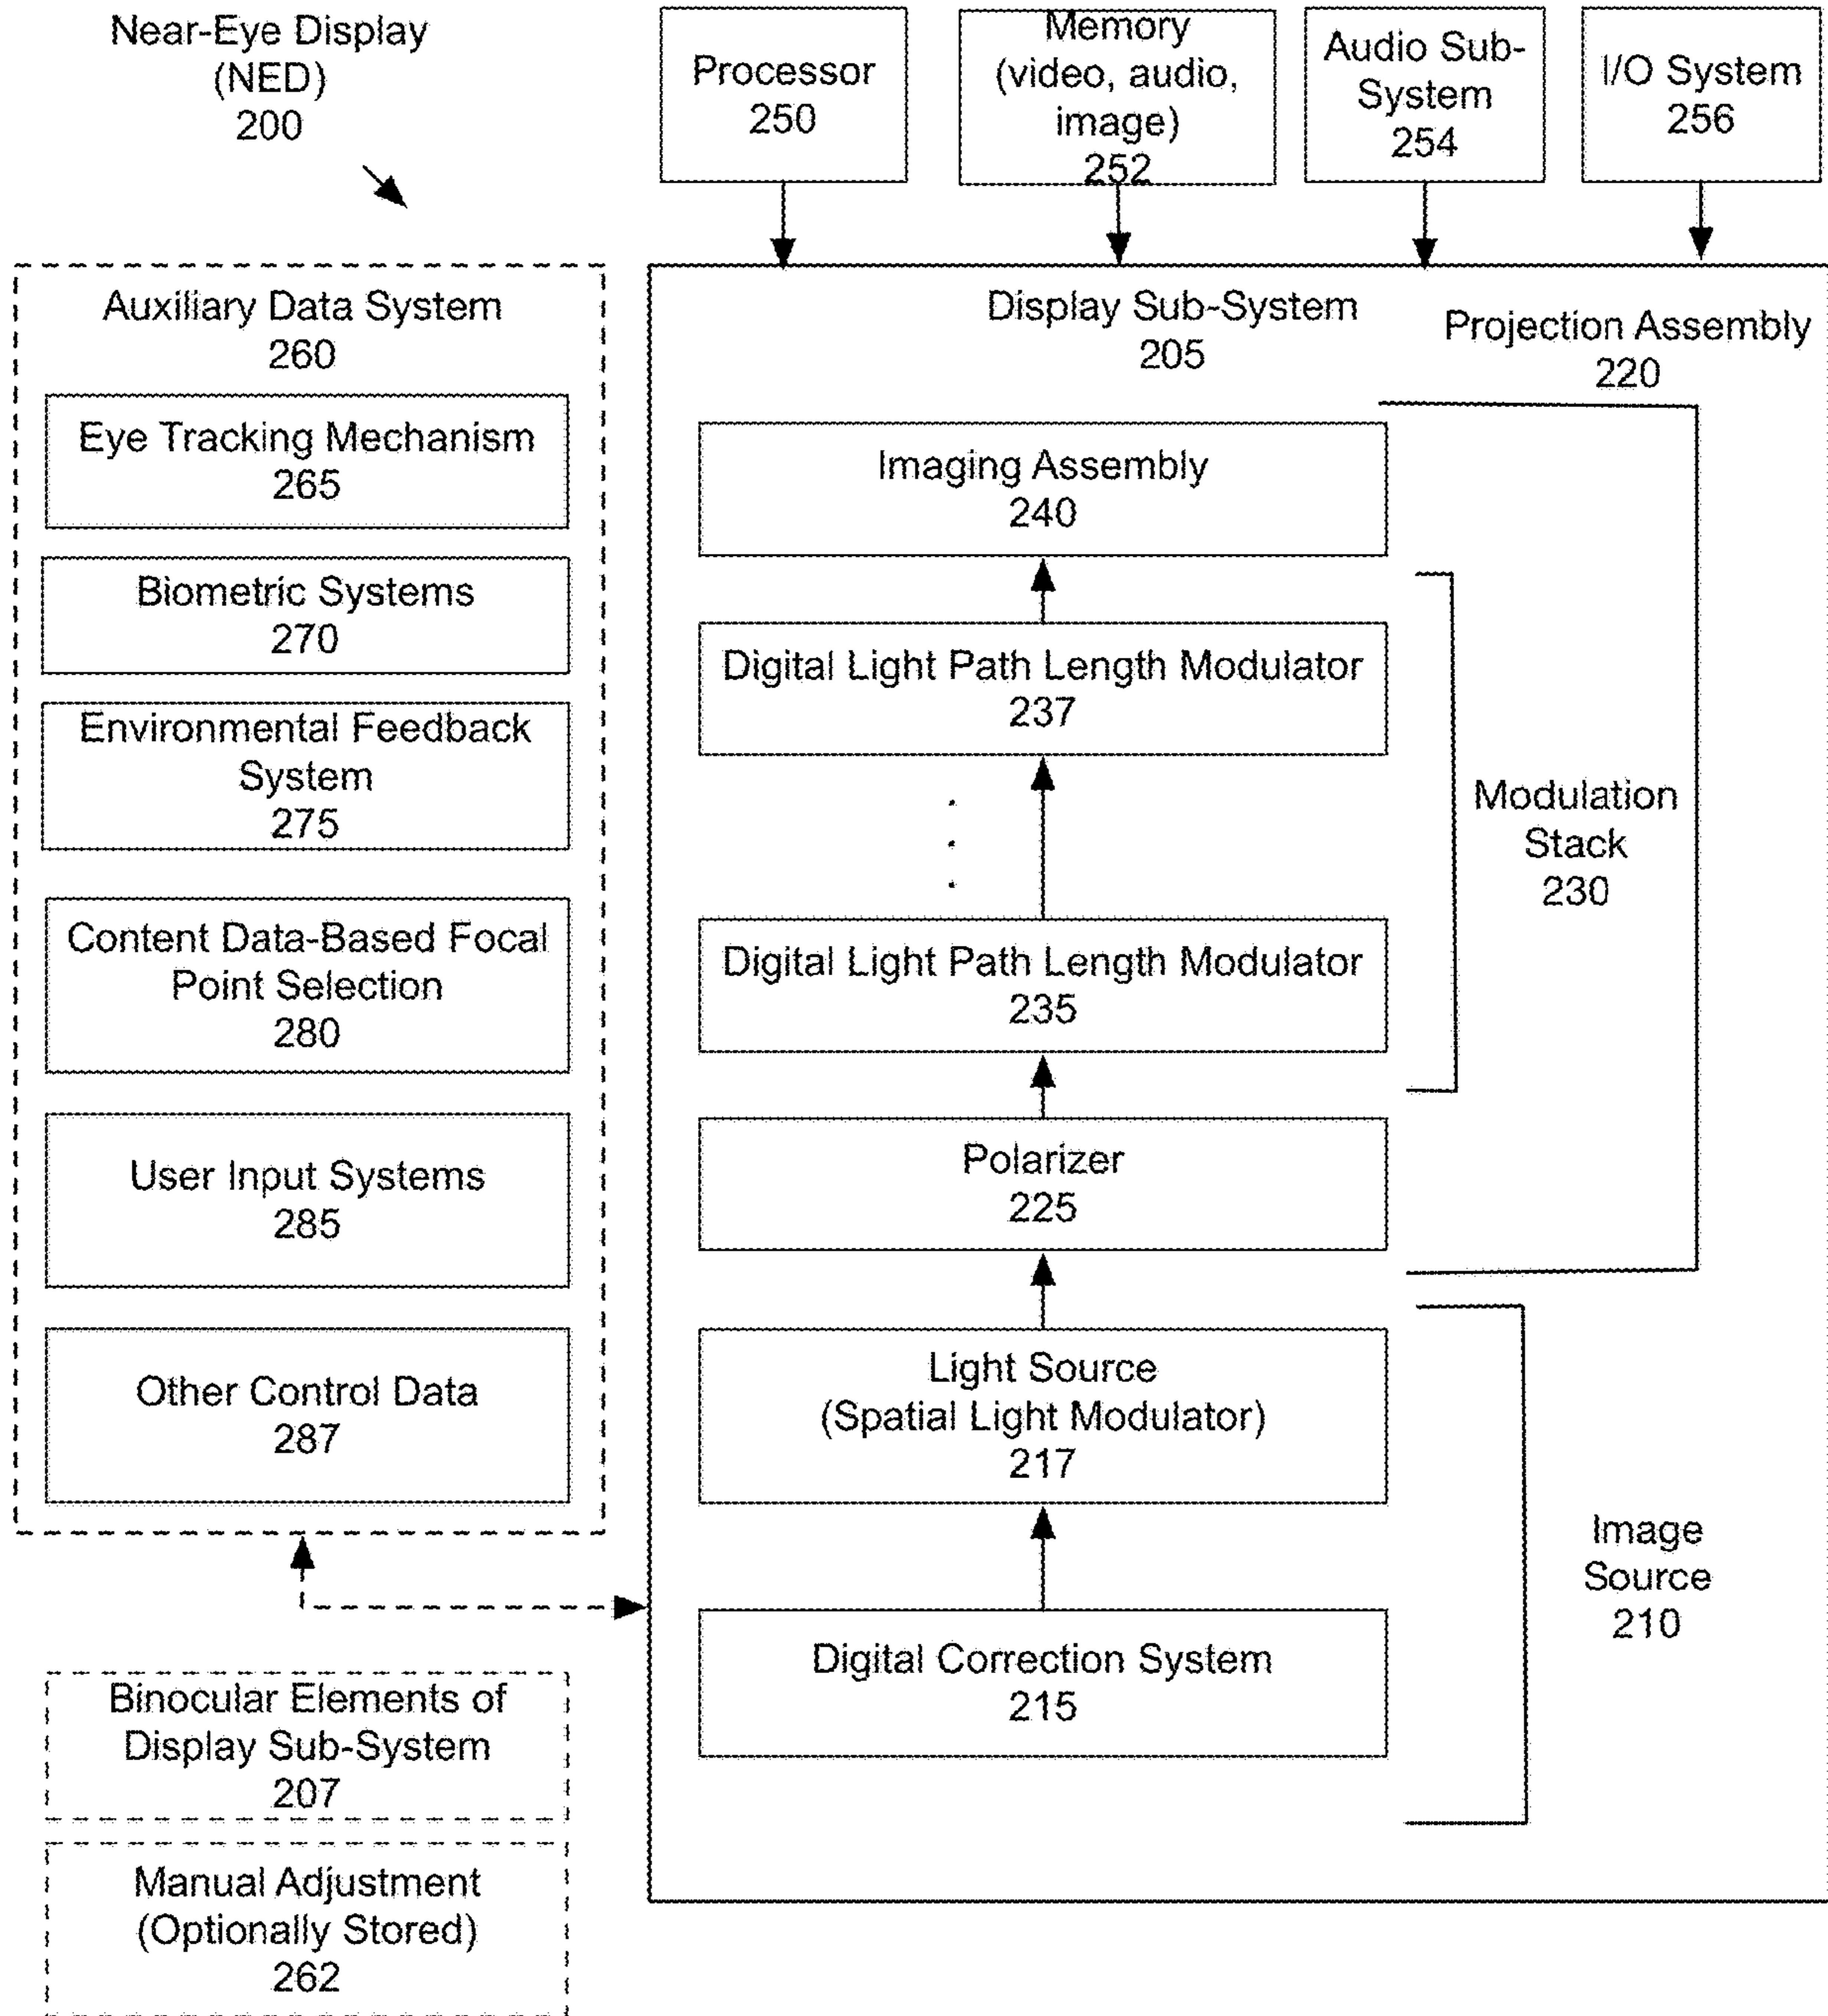 Near-Eye Display
(NED)
200
Processor
250
Memory
(video, audio,
image)
252
Audio Sub-
System
254
I/O System
256
Auxiliary Data System
260
Eye Tracking Mechanism
265
Biometric Systems
270
Environmental Feedback
System
275
Content Data-Based Focal
Point Selection
280
User Input Systems
285
Other Control Data
287
Binocular Elements of
Display Sub-System
207
Manual Adjustment
(Optionally Stored)
262
Display Sub-System
205
Projection Assembly
220
Imaging Assembly
240
Digital Light Path Length Modulator
237
Modulation
Stack
230
Digital Light Path Length Modulator
235
Polarizer
225
Light Source
(Spatial Light Modulator)
217
Image
Source
210
Digital Correction System
215